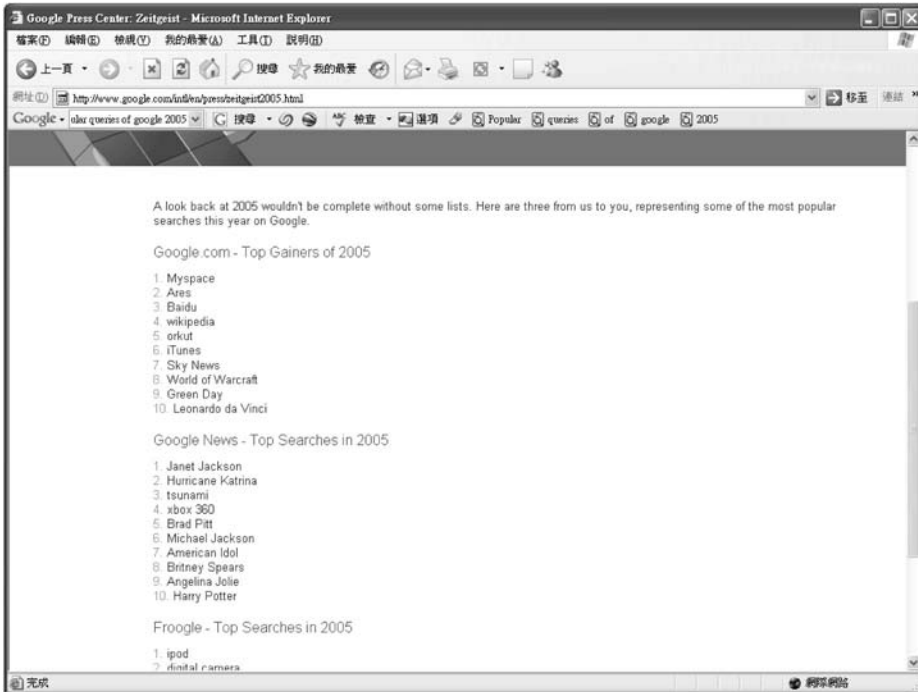 Google Press Center: Zeitgeist - Microsoft Internet Explorer
檔案(F) 編輯(E) 檢視(V) 我的最愛(A) 工具(T) 說明(H)
上一頁 搜尋 我的最愛
網址(D) http://www.google.com/intl/en/press/zeitgeist2005.html 移至 連結 »
Google ular queries of google 2005 G 搜尋 檢查 選項 Popular queries of google 2005
A look back at 2005 wouldn't be complete without some lists. Here are three from us to you, representing some of the most popular
searches this year on Google.
Google.com - Top Gainers of 2005
1. Myspace
2. Ares
3. Baidu
4. wikipedia
5. orkut
6. iTunes
7. Sky News
8. World of Warcraft
9. Green Day
10. Leonardo da Vinci
Google News - Top Searches in 2005
1. Janet Jackson
2. Hurricane Katrina
3. tsunami
4. xbox 360
5. Brad Pitt
6. Michael Jackson
7. American Idol
8. Britney Spears
9. Angelina Jolie
10. Harry Potter
Froogle - Top Searches in 2005
1. ipod
2. digital camera
完成 網際網路